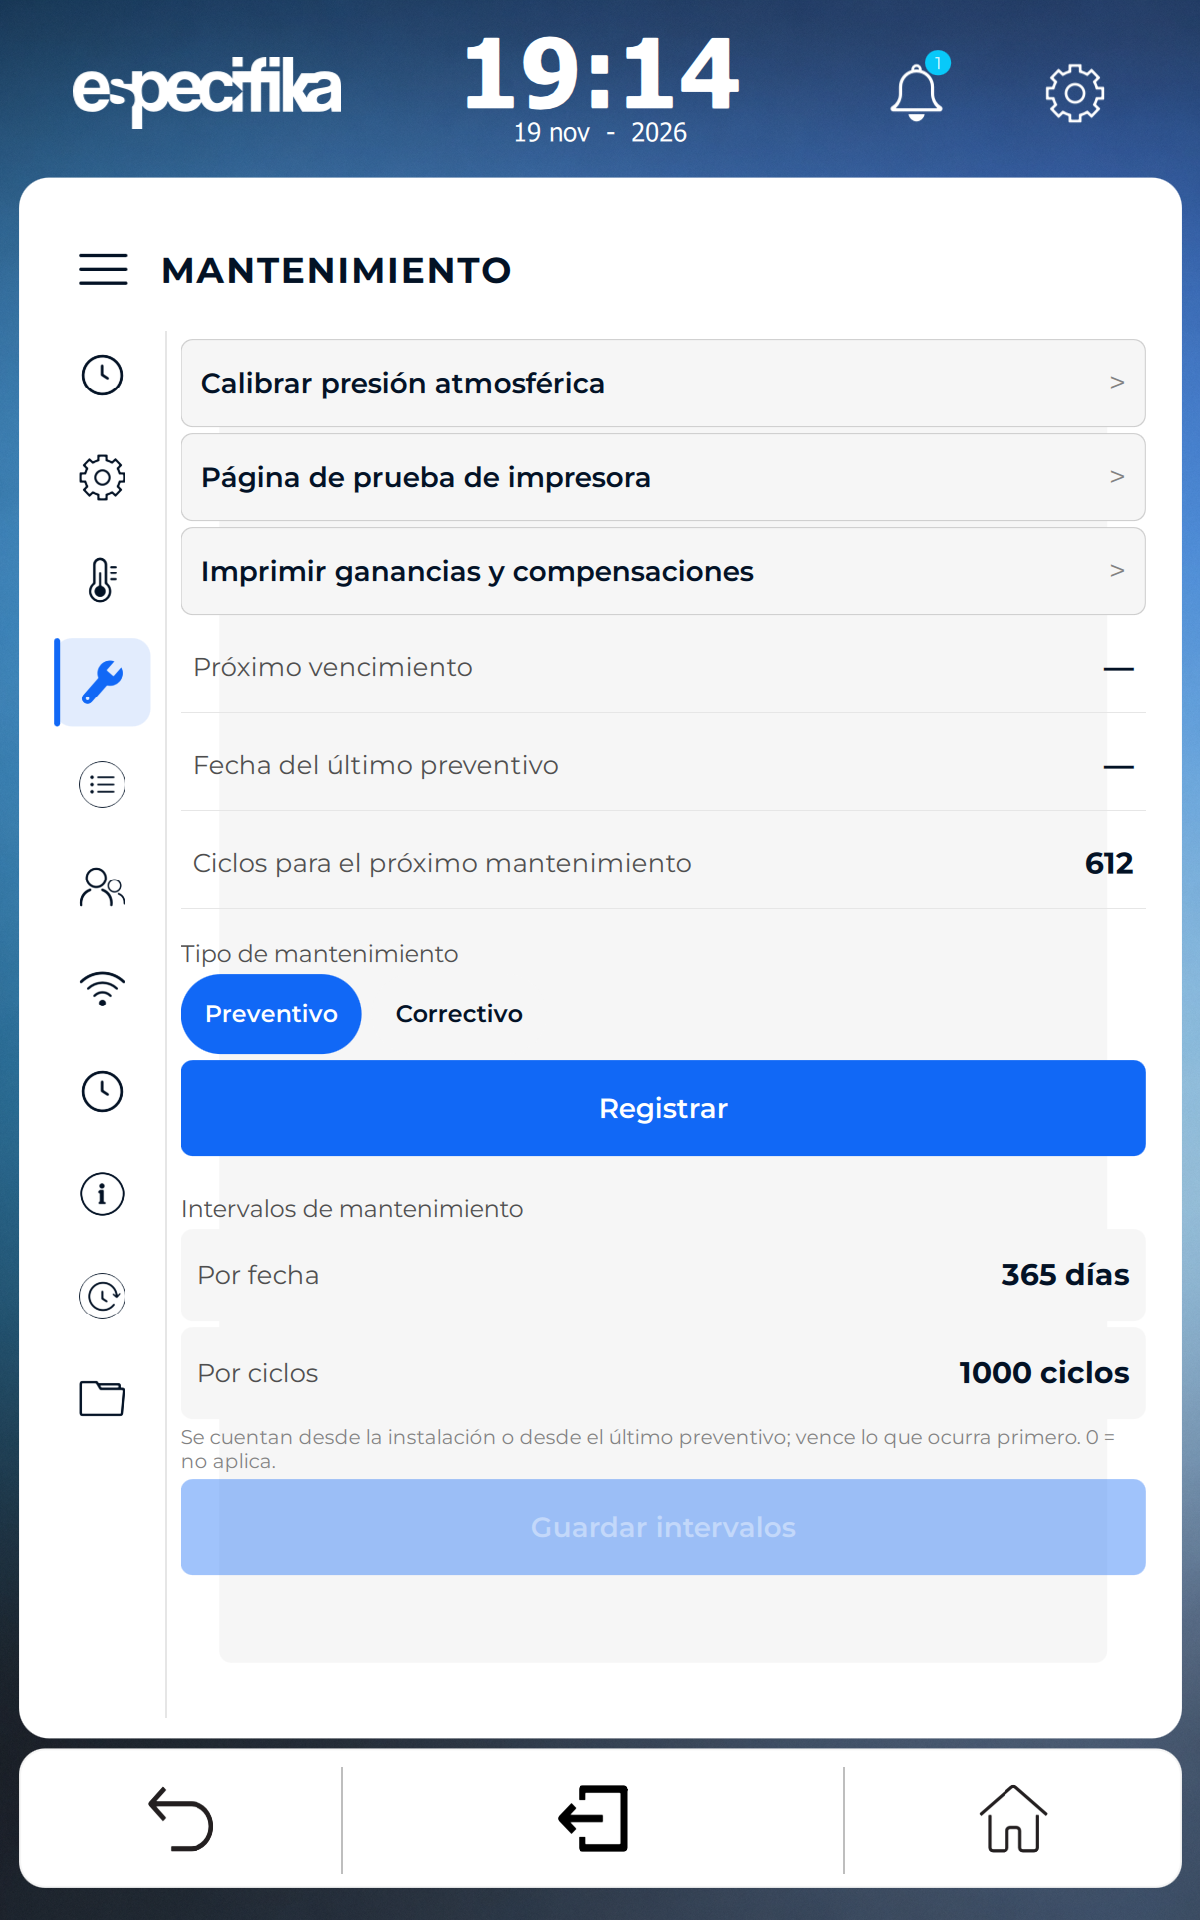 especifika
19:14
19 nov - 2026
1
MANTENIMIENTO
Calibrar presión atmosférica >
Página de prueba de impresora >
Imprimir ganancias y compensaciones >
Próximo vencimiento —
Fecha del último preventivo —
Ciclos para el próximo mantenimiento 612
Tipo de mantenimiento
Preventivo Correctivo
Registrar
Intervalos de mantenimiento
Por fecha 365 días
Por ciclos 1000 ciclos
Se cuentan desde la instalación o desde el último preventivo; vence lo que ocurra primero. 0 =
no aplica.
Guardar intervalos